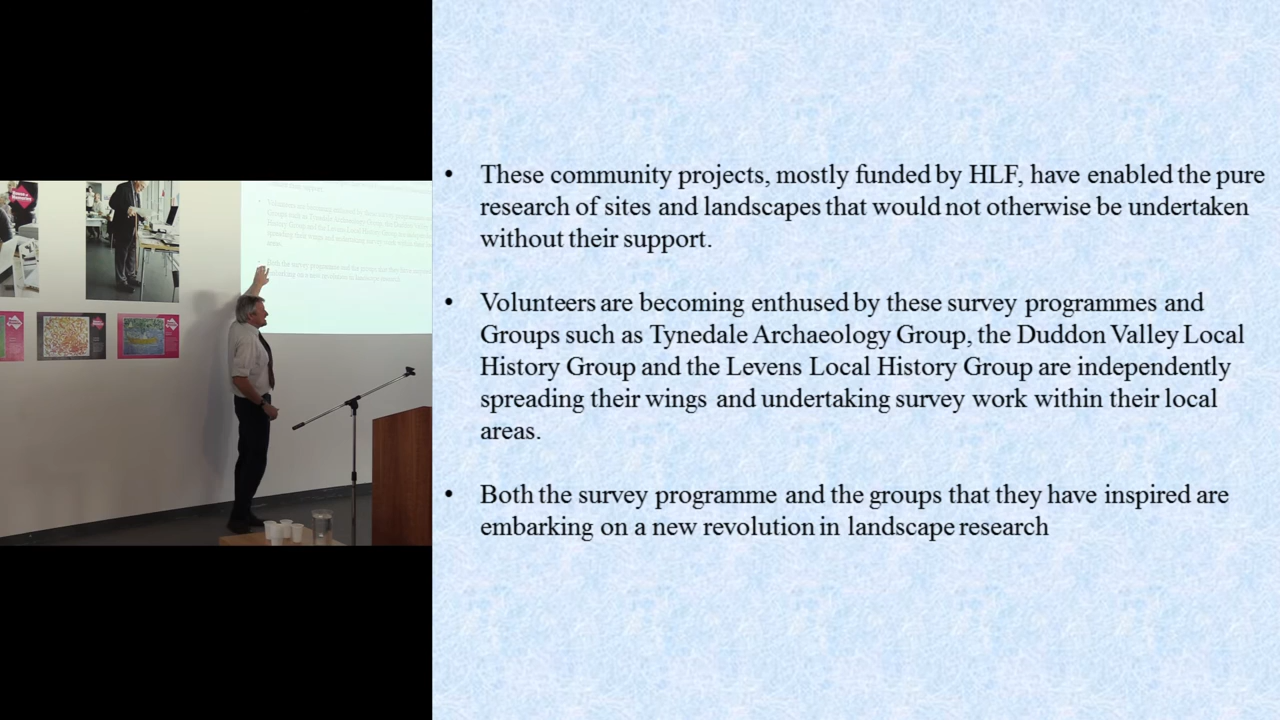 • These community projects, mostly funded by HLF, have enabled the pure
research of sites and landscapes that would not otherwise be undertaken
without their support.
• Volunteers are becoming enthused by these survey programmes and
Groups such as Tynedale Archaeology Group, the Duddon Valley Local
History Group and the Levens Local History Group are independently
spreading their wings and undertaking survey work within their local
areas.
• Both the survey programme and the groups that they have inspired are
embarking on a new revolution in landscape research